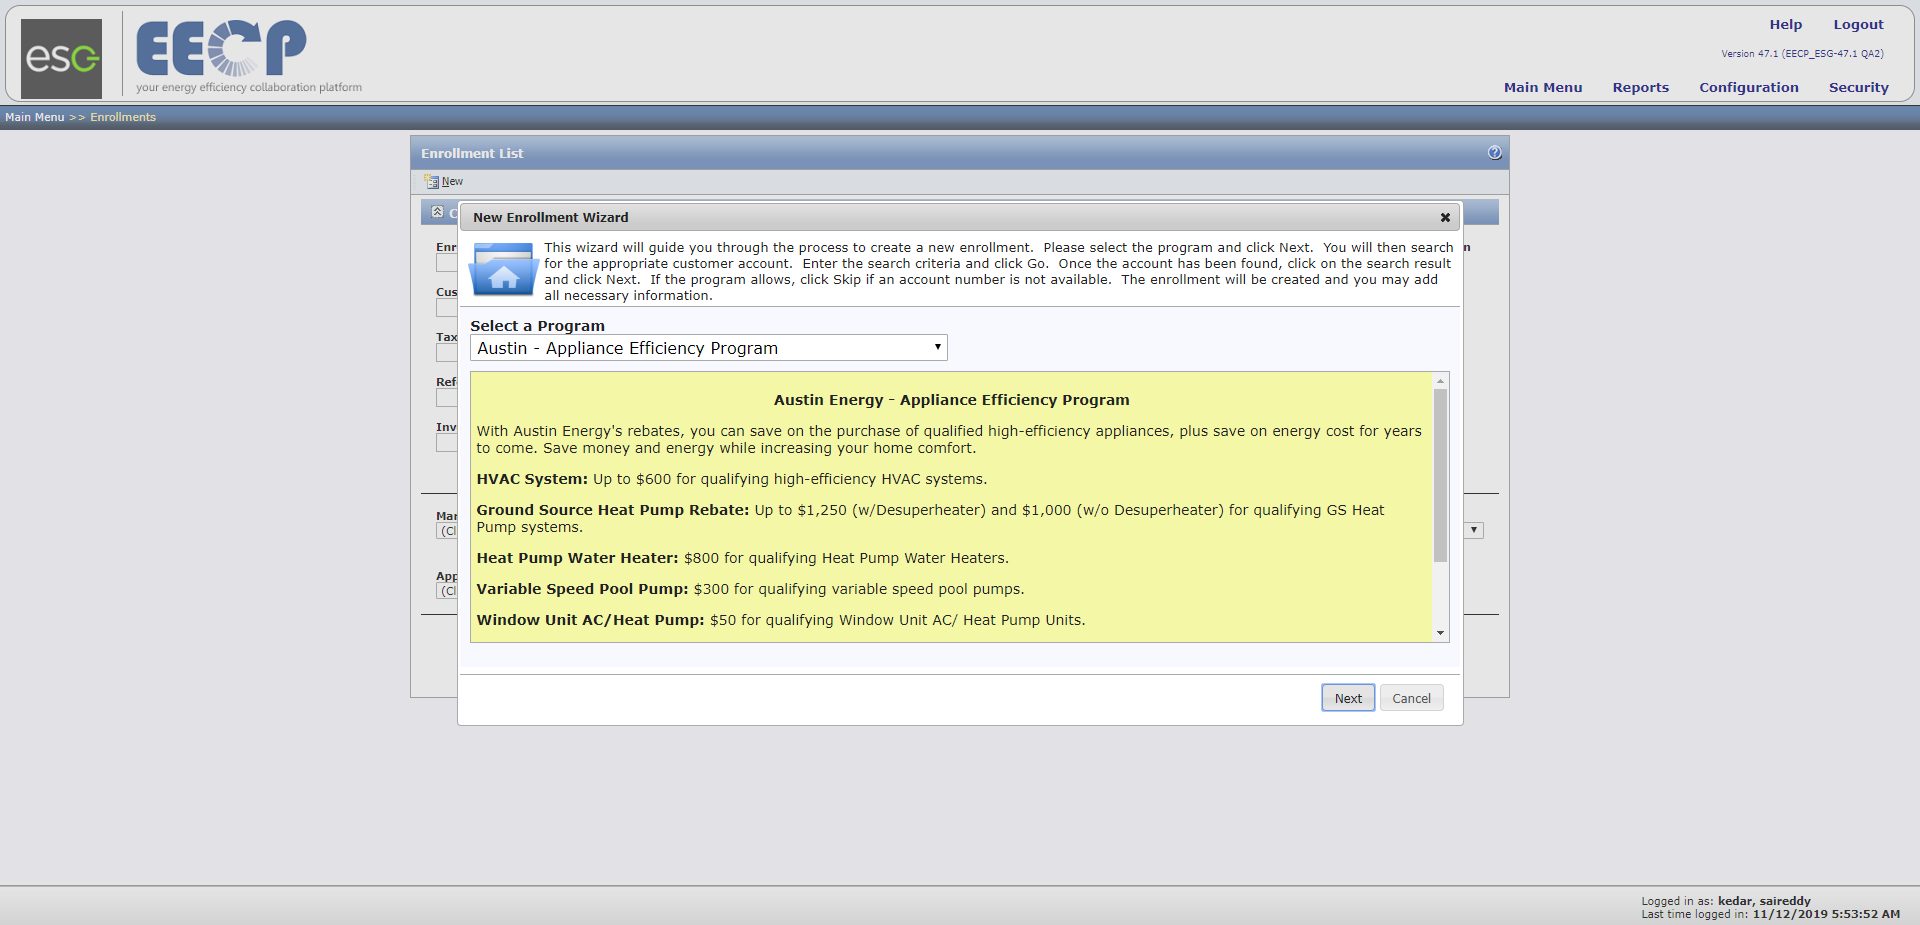 esg
EECP
your energy efficiency collaboration platform
Help Logout
Version 47.1 (EECP_ESG-47.1 QA2)
Main Menu Reports Configuration Security
Main Menu >> Enrollments
Enrollment List
New
New Enrollment Wizard
This wizard will guide you through the process to create a new enrollment. Please select the program and click Next. You will then search
for the appropriate customer account. Enter the search criteria and click Go. Once the account has been found, click on the search result
and click Next. If the program allows, click Skip if an account number is not available. The enrollment will be created and you may add
all necessary information.
Enr
Cus
Tax
Ref
Inv
Mar
(Cl
App
(Cl
Select a Program
Austin - Appliance Efficiency Program
Austin Energy - Appliance Efficiency Program
With Austin Energy's rebates, you can save on the purchase of qualified high-efficiency appliances, plus save on energy cost for years
to come. Save money and energy while increasing your home comfort.
HVAC System: Up to $600 for qualifying high-efficiency HVAC systems.
Ground Source Heat Pump Rebate: Up to $1,250 (w/Desuperheater) and $1,000 (w/o Desuperheater) for qualifying GS Heat
Pump systems.
Heat Pump Water Heater: $800 for qualifying Heat Pump Water Heaters.
Variable Speed Pool Pump: $300 for qualifying variable speed pool pumps.
Window Unit AC/Heat Pump: $50 for qualifying Window Unit AC/ Heat Pump Units.
Next Cancel
Logged in as: kedar, saireddy
Last time logged in: 11/12/2019 5:53:52 AM